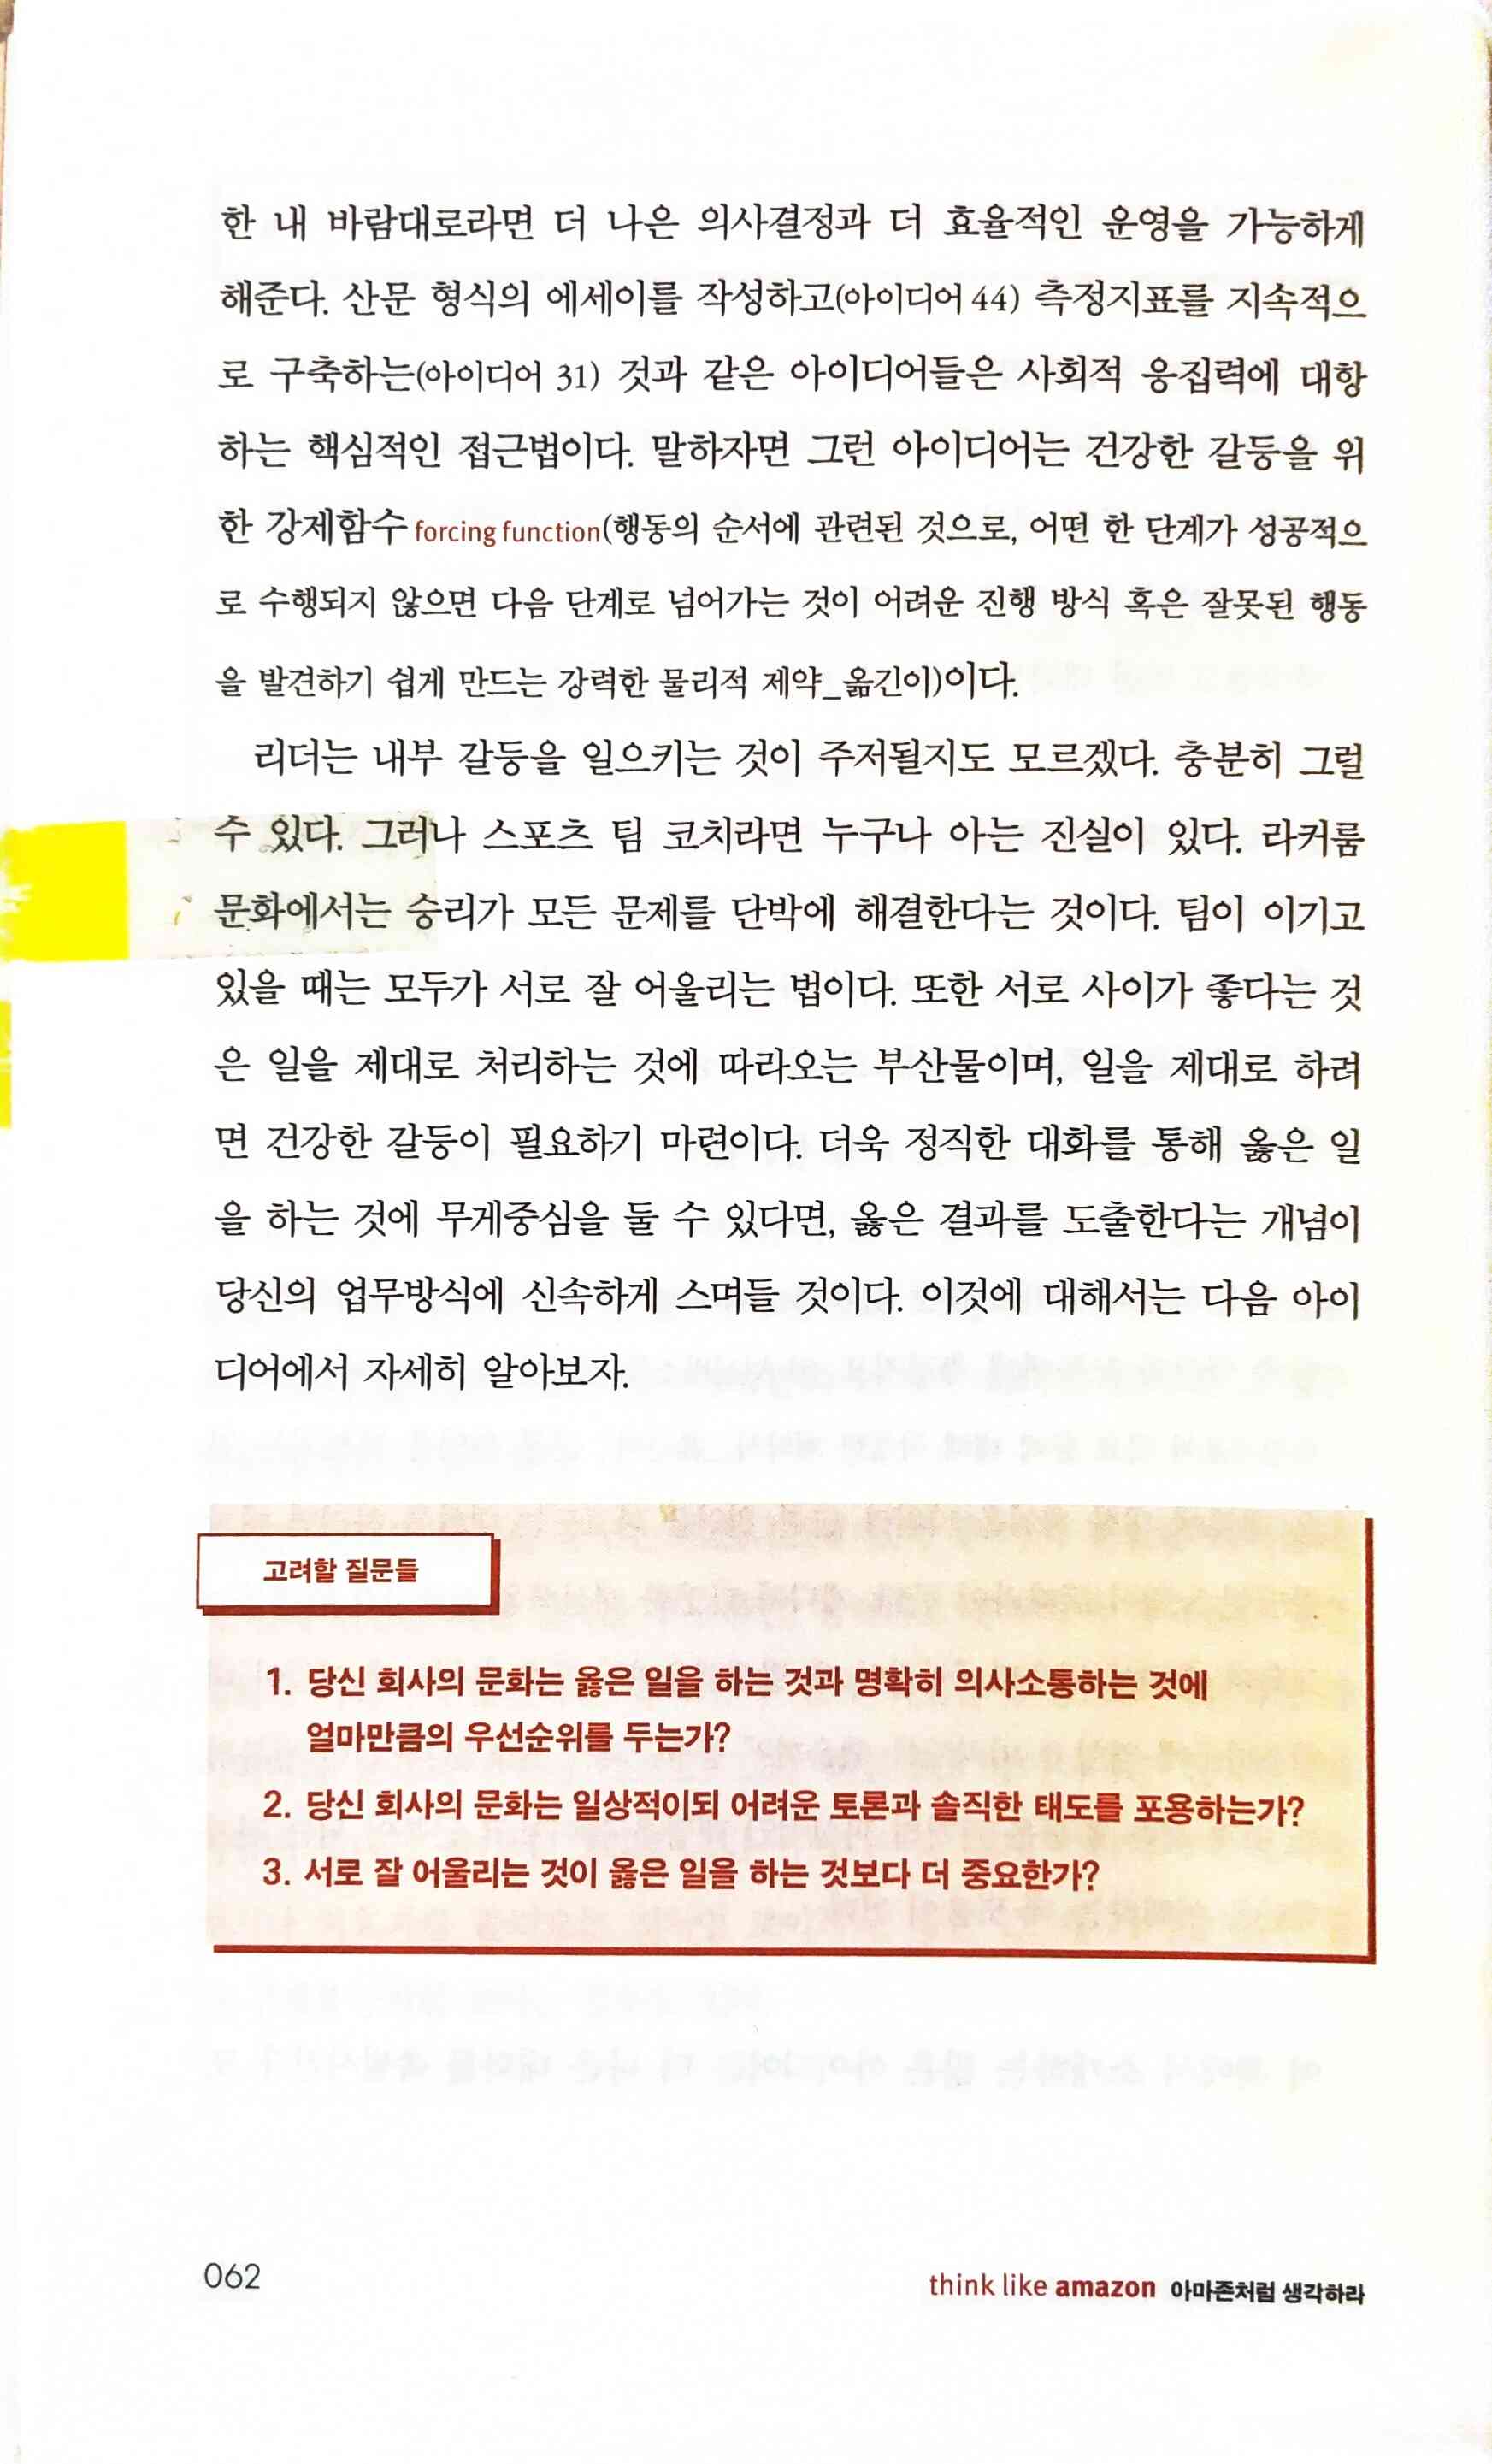 한 내 바람대로라면 더 나은 의사결정과 더 효율적인 운영을 가능하게
해준다. 산문 형식의 에세이를 작성하고(아이디어 44) 측정지표를 지속적으
로 구축하는(아이디어 31) 것과 같은 아이디어들은 사회적 응집력에 대항
하는 핵심적인 접근법이다. 말하자면 그런 아이디어는 건강한 갈등을 위
한 강제함수 forcing function(행동의 순서에 관련된 것으로, 어떤 한 단계가 성공적으
로 수행되지 않으면 다음 단계로 넘어가는 것이 어려운 진행 방식 혹은 잘못된 행동
을 발견하기 쉽게 만드는 강력한 물리적 제약_옮긴이)이다.
리더는 내부 갈등을 일으키는 것이 주저될지도 모르겠다. 충분히 그럴
수 있다. 그러나 스포츠 팀 코치라면 누구나 아는 진실이 있다. 라커룸
문화에서는 승리가 모든 문제를 단박에 해결한다는 것이다. 팀이 이기고
있을 때는 모두가 서로 잘 어울리는 법이다. 또한 서로 사이가 좋다는 것
은 일을 제대로 처리하는 것에 따라오는 부산물이며, 일을 제대로 하려
면 건강한 갈등이 필요하기 마련이다. 더욱 정직한 대화를 통해 옳은 일
을 하는 것에 무게중심을 둘 수 있다면, 옳은 결과를 도출한다는 개념이
당신의 업무방식에 신속하게 스며들 것이다. 이것에 대해서는 다음 아이
디어에서 자세히 알아보자.
고려할 질문들
1. 당신 회사의 문화는 옳은 일을 하는 것과 명확히 의사소통하는 것에
얼마만큼의 우선순위를 두는가?
2. 당신 회사의 문화는 일상적이되 어려운 토론과 솔직한 태도를 포용하는가?
3. 서로 잘 어울리는 것이 옳은 일을 하는 것보다 더 중요한가?
062
think like amazon 아마존처럼 생각하라